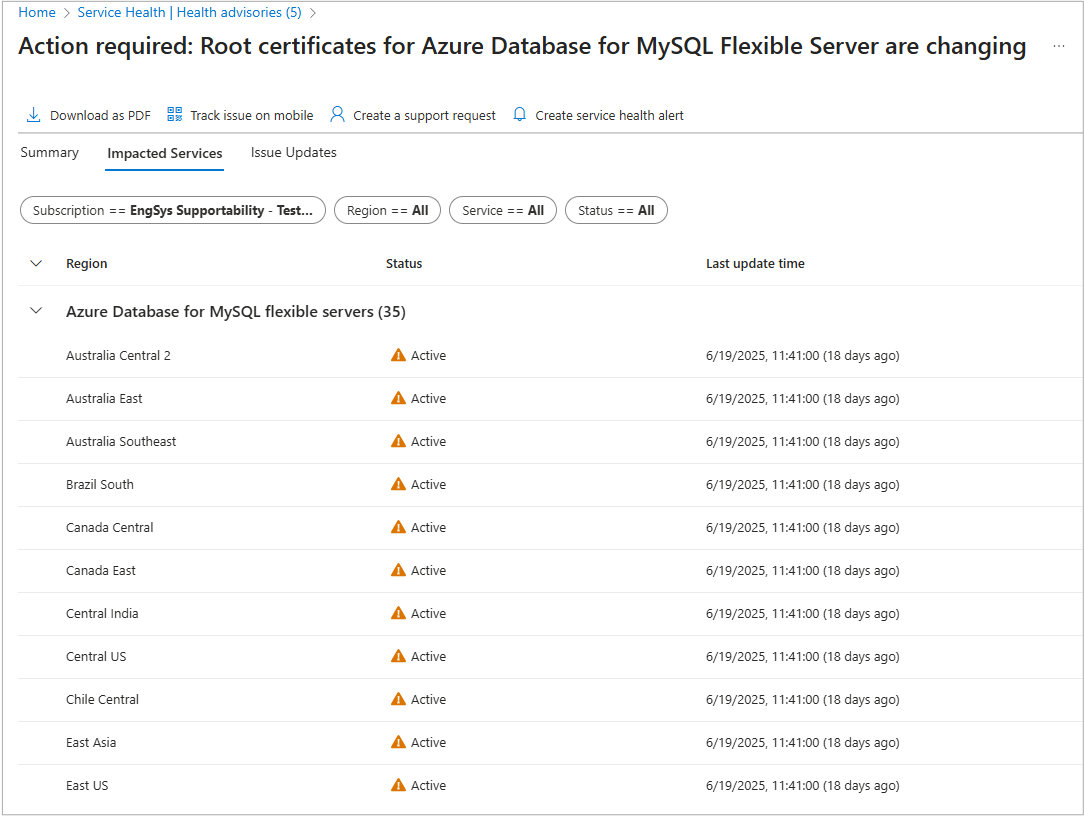 Home > Service Health | Health advisories (5) >
Action required: Root certificates for Azure Database for MySQL Flexible Server are changing ...
Download as PDF Track issue on mobile Create a support request Create service health alert
Summary Impacted Services Issue Updates
Subscription == EngSys Supportability - Test... Region == All Service == All Status == All
Region Status Last update time
Azure Database for MySQL flexible servers (35)
Australia Central 2 Active 6/19/2025, 11:41:00 (18 days ago)
Australia East Active 6/19/2025, 11:41:00 (18 days ago)
Australia Southeast Active 6/19/2025, 11:41:00 (18 days ago)
Brazil South Active 6/19/2025, 11:41:00 (18 days ago)
Canada Central Active 6/19/2025, 11:41:00 (18 days ago)
Canada East Active 6/19/2025, 11:41:00 (18 days ago)
Central India Active 6/19/2025, 11:41:00 (18 days ago)
Central US Active 6/19/2025, 11:41:00 (18 days ago)
Chile Central Active 6/19/2025, 11:41:00 (18 days ago)
East Asia Active 6/19/2025, 11:41:00 (18 days ago)
East US Active 6/19/2025, 11:41:00 (18 days ago)